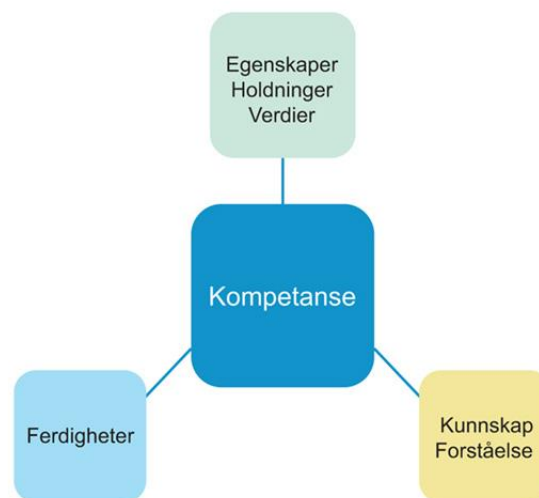 Egenskaper
Holdninger
Verdier
Kompetanse
Ferdigheter
Kunnskap
Forståelse